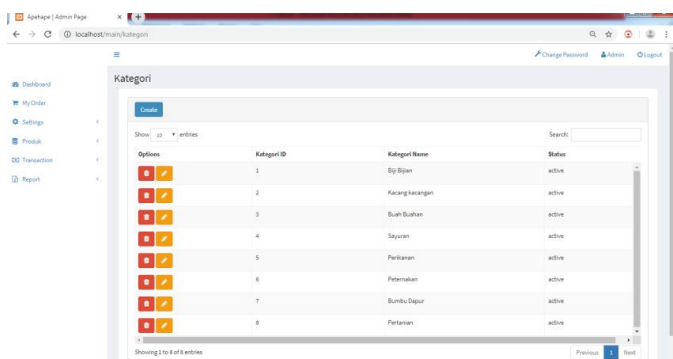 Apehape | Admin Page
localhost/main/kategori
Change Password Admin Logout
Dashboard
My Order
Settings
Produk
Transaction
Report
Kategori
Create
Show 10 entries
Search:
Options Kategori ID Kategori Name Status
1 Biji Bijian active
2 Kacang kacangan active
3 Buah Buahan active
4 Sayuran active
5 Perikanan active
6 Peternakan active
7 Bumbu Dapur active
8 Pertanian active
Showing 1 to 8 of 8 entries
Previous 1 Next